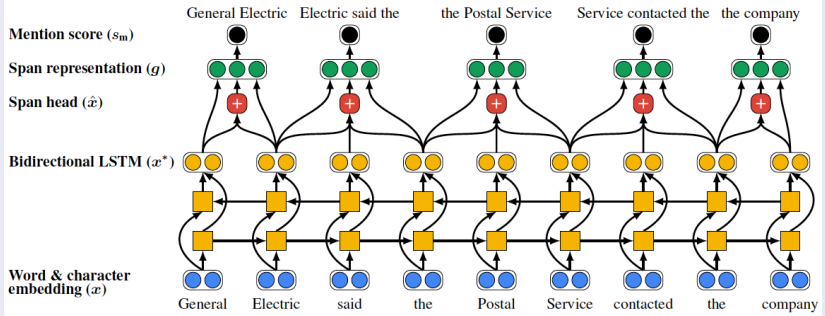 General Electric Electric said the the Postal Service Service contacted the the company
Mention score (sm)
Span representation (g)
Span head (x̂)
+ + + + +
Bidirectional LSTM (x*)
Word & character
embedding (x)
General Electric said the Postal Service contacted the company